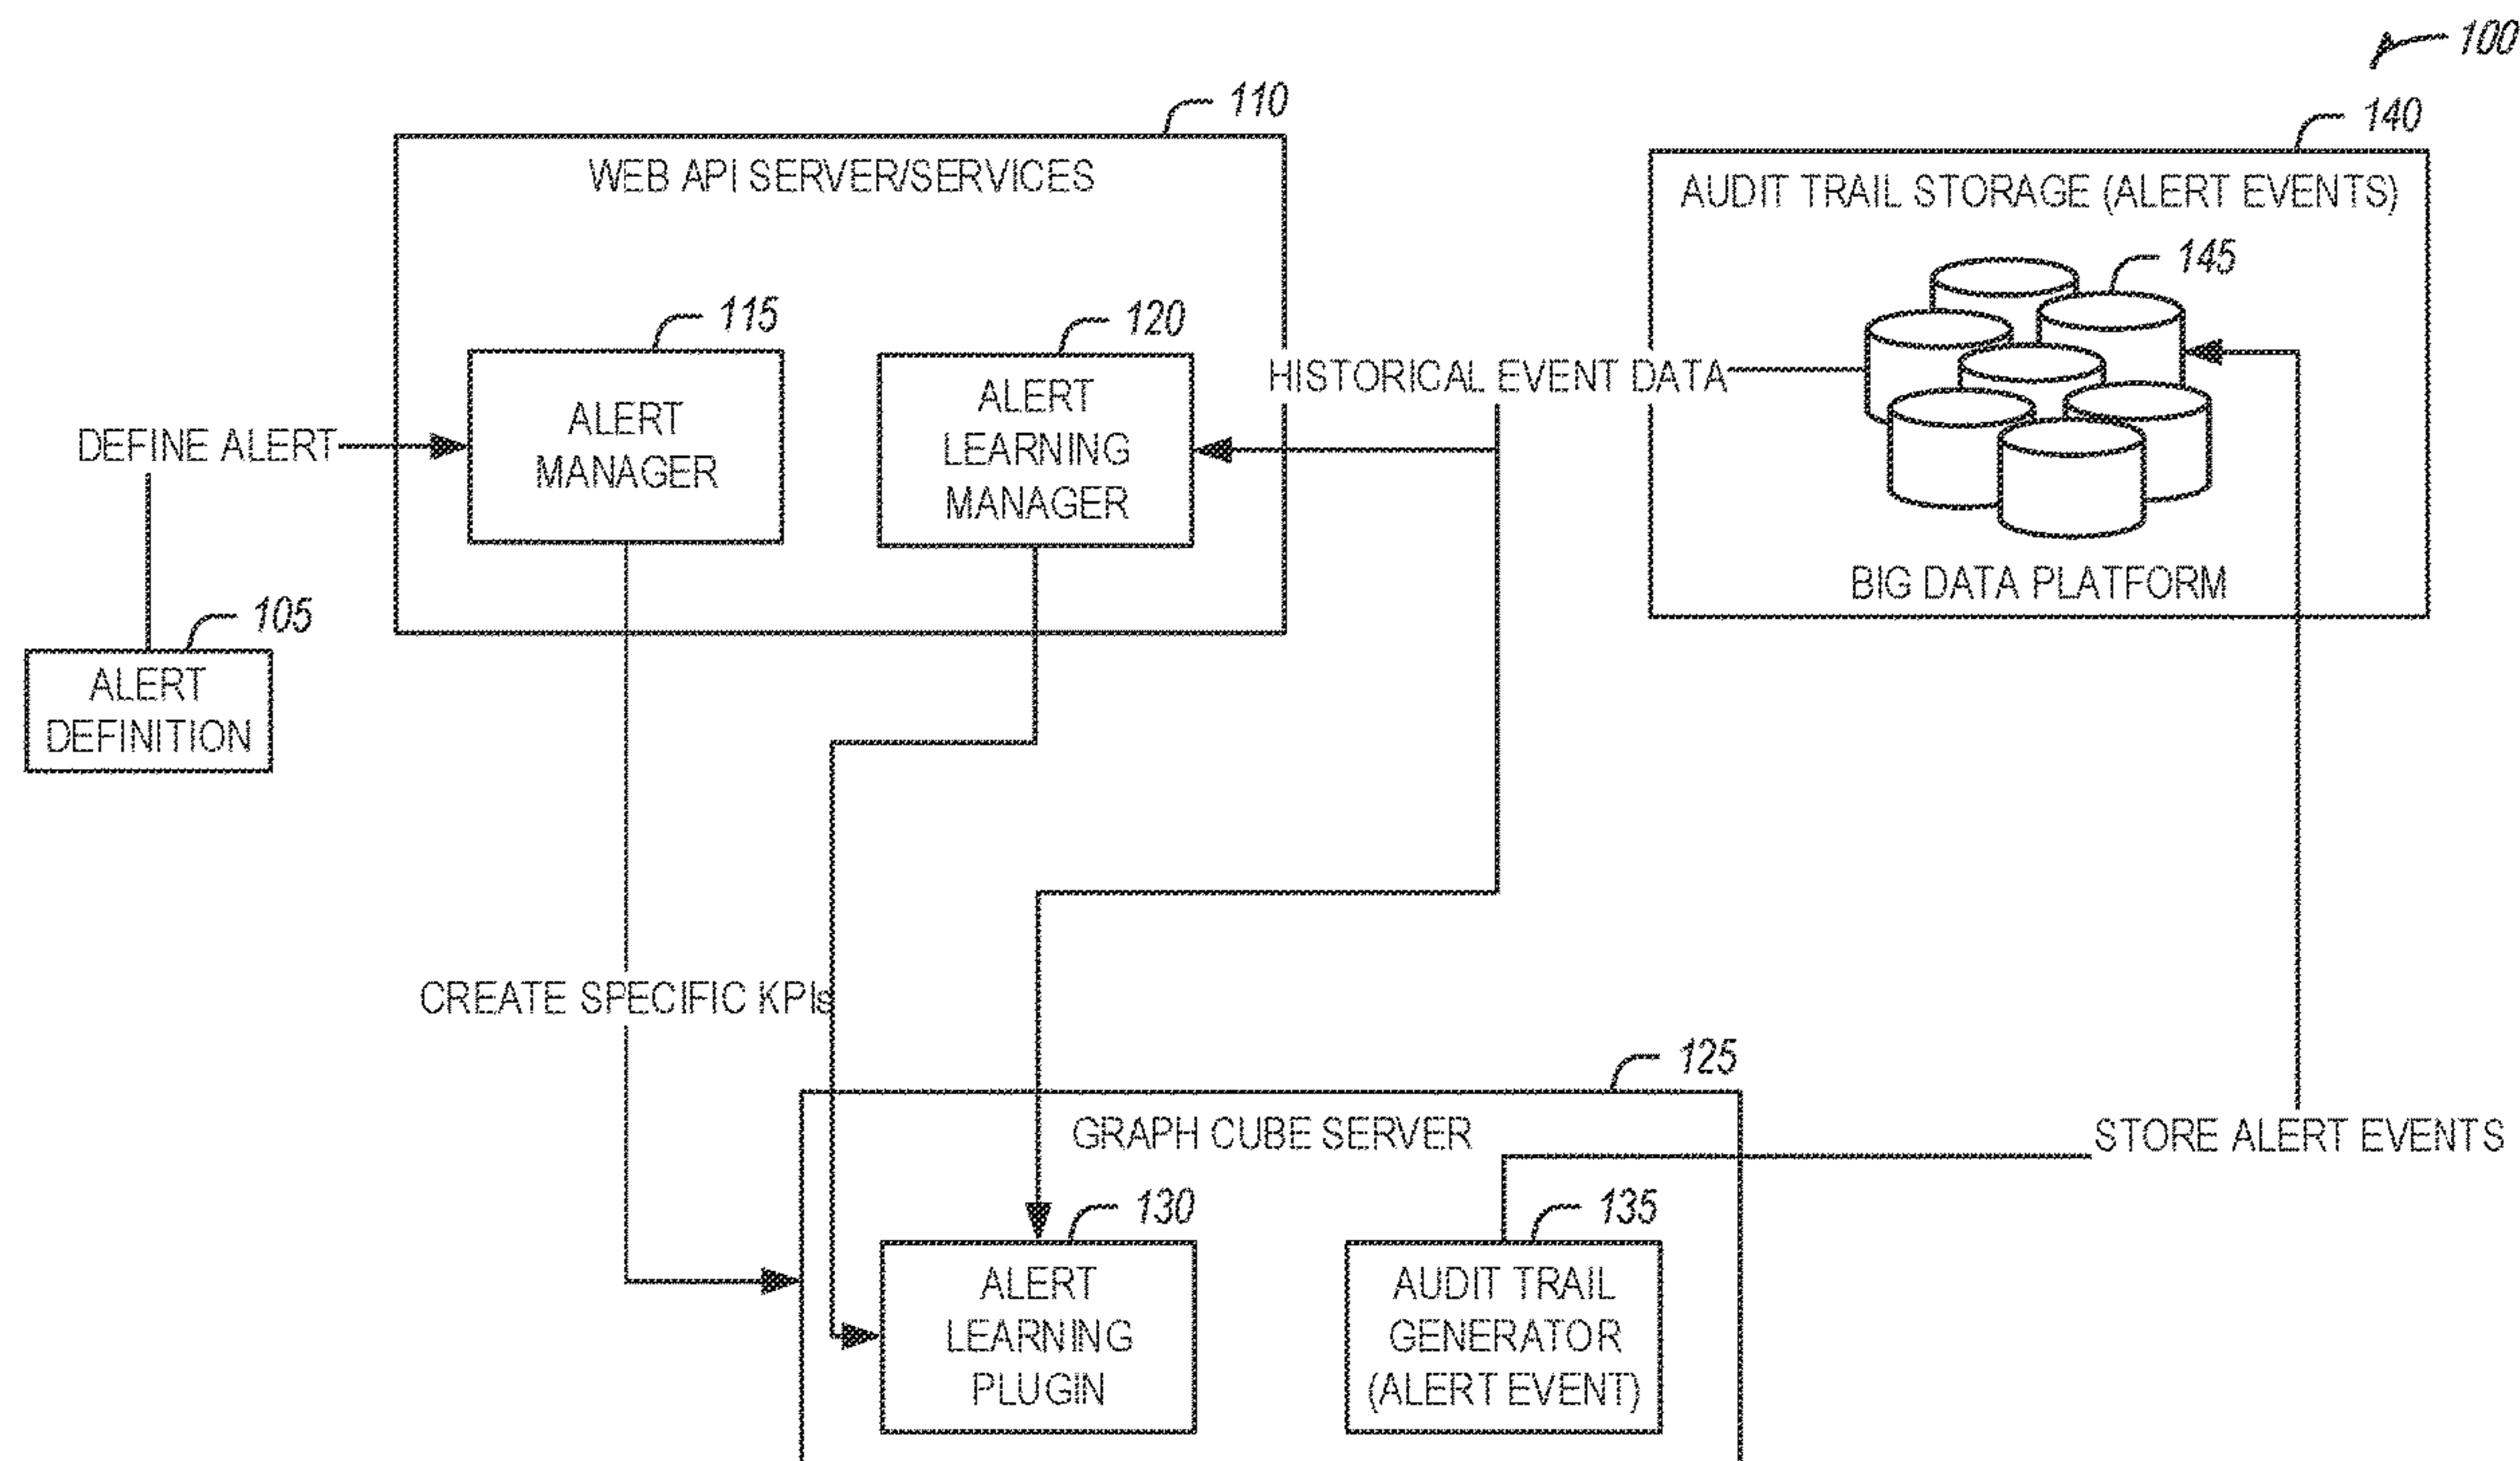 100
110
140
WEB API SERVER/SERVICES
AUDIT TRAIL STORAGE (ALERT EVENTS)
145
115
120
ALERT
MANAGER
ALERT
LEARNING
MANAGER
HISTORICAL EVENT DATA
DEFINE ALERT
BIG DATA PLATFORM
105
ALERT
DEFINITION
CREATE SPECIFIC KPIs
125
GRAPH CUBE SERVER
STORE ALERT EVENTS
130
135
ALERT
LEARNING
PLUGIN
AUDIT TRAIL
GENERATOR
(ALERT EVENT)